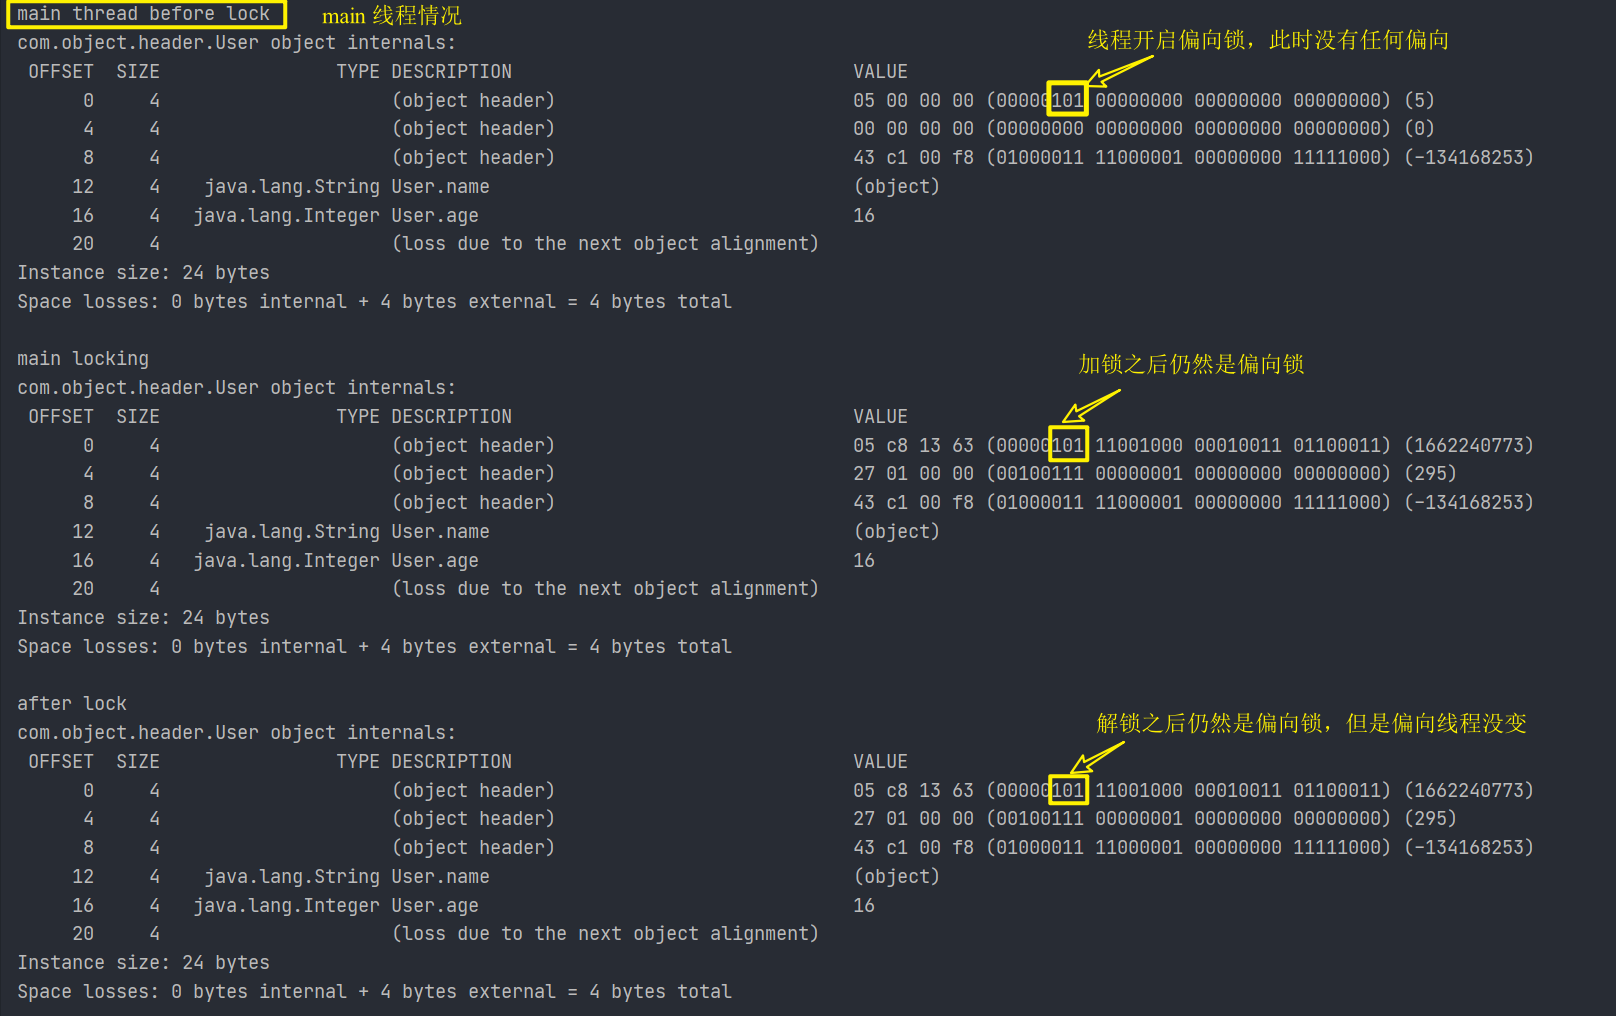 main thread before lock main 线程情况
com.object.header.User object internals: 线程开启偏向锁，此时没有任何偏向
OFFSET SIZE TYPE DESCRIPTION VALUE
0 4 (object header) 05 00 00 00 (00000101 00000000 00000000 00000000) (5)
4 4 (object header) 00 00 00 00 (00000000 00000000 00000000 00000000) (0)
8 4 (object header) 43 c1 00 f8 (01000011 11000001 00000000 11111000) (-134168253)
12 4 java.lang.String User.name (object)
16 4 java.lang.Integer User.age 16
20 4 (loss due to the next object alignment)
Instance size: 24 bytes
Space losses: 0 bytes internal + 4 bytes external = 4 bytes total
main locking 加锁之后仍然是偏向锁
com.object.header.User object internals:
OFFSET SIZE TYPE DESCRIPTION VALUE
0 4 (object header) 05 c8 13 63 (00000101 11001000 00010011 01100011) (1662240773)
4 4 (object header) 27 01 00 00 (00100111 00000001 00000000 00000000) (295)
8 4 (object header) 43 c1 00 f8 (01000011 11000001 00000000 11111000) (-134168253)
12 4 java.lang.String User.name (object)
16 4 java.lang.Integer User.age 16
20 4 (loss due to the next object alignment)
Instance size: 24 bytes
Space losses: 0 bytes internal + 4 bytes external = 4 bytes total
after lock
com.object.header.User object internals: 解锁之后仍然是偏向锁，但是偏向线程没变
OFFSET SIZE TYPE DESCRIPTION VALUE
0 4 (object header) 05 c8 13 63 (00000101 11001000 00010011 01100011) (1662240773)
4 4 (object header) 27 01 00 00 (00100111 00000001 00000000 00000000) (295)
8 4 (object header) 43 c1 00 f8 (01000011 11000001 00000000 11111000) (-134168253)
12 4 java.lang.String User.name (object)
16 4 java.lang.Integer User.age 16
20 4 (loss due to the next object alignment)
Instance size: 24 bytes
Space losses: 0 bytes internal + 4 bytes external = 4 bytes total